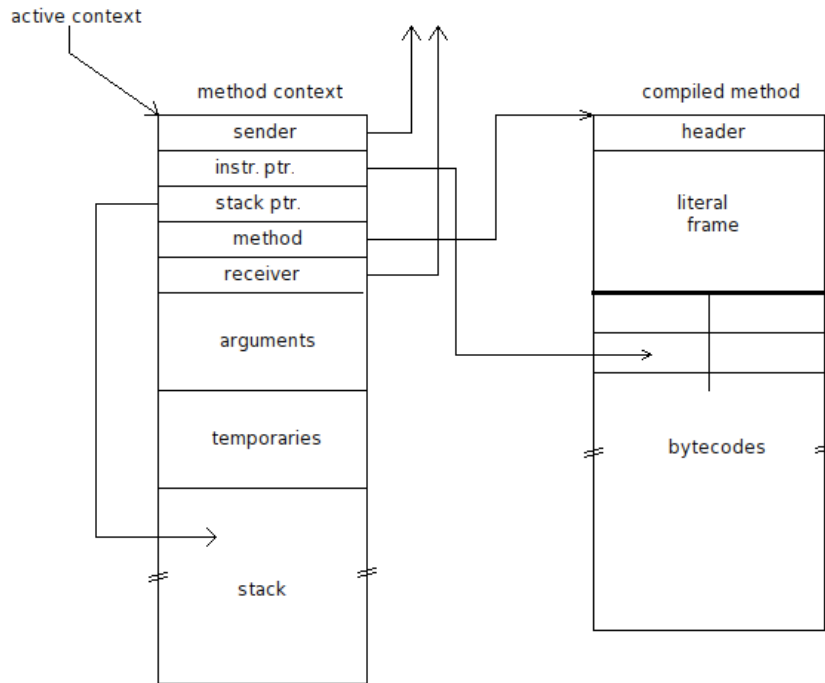 active context
method context
sender
instr. ptr.
stack ptr.
method
receiver
arguments
temporaries
stack
compiled method
header
literal
frame
bytecodes